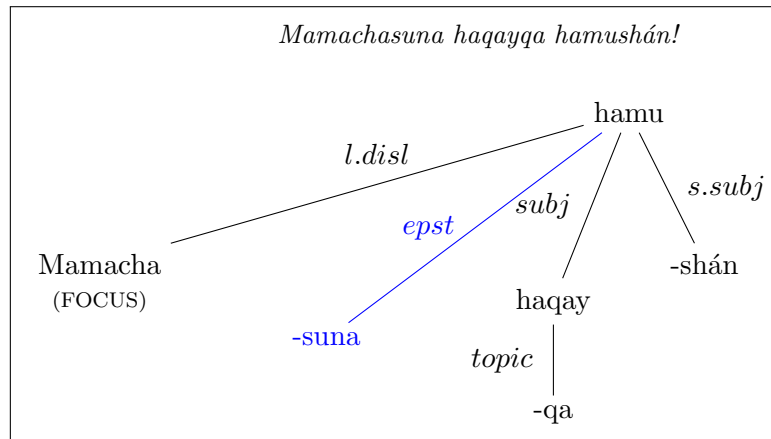 Mamachasuna haqayqa hamushán!
hamu
l.disl
s.subj
subj
epst
Mamacha
-shán
(FOCUS)
haqay
-suna
topic
-qa